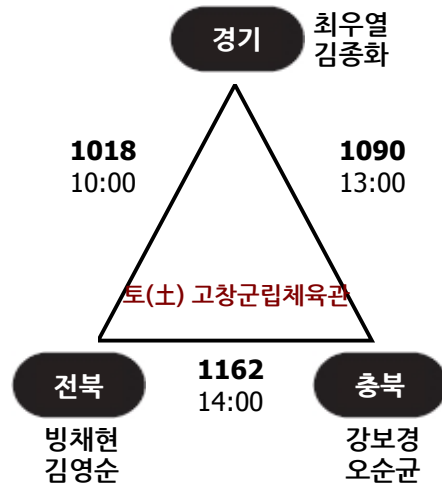 경기
최우열
김종화
1018
10:00
1090
13:00
토(土) 고창군립체육관
전북
1162
14:00
충북
빙채현
김영순
강보경
오순균